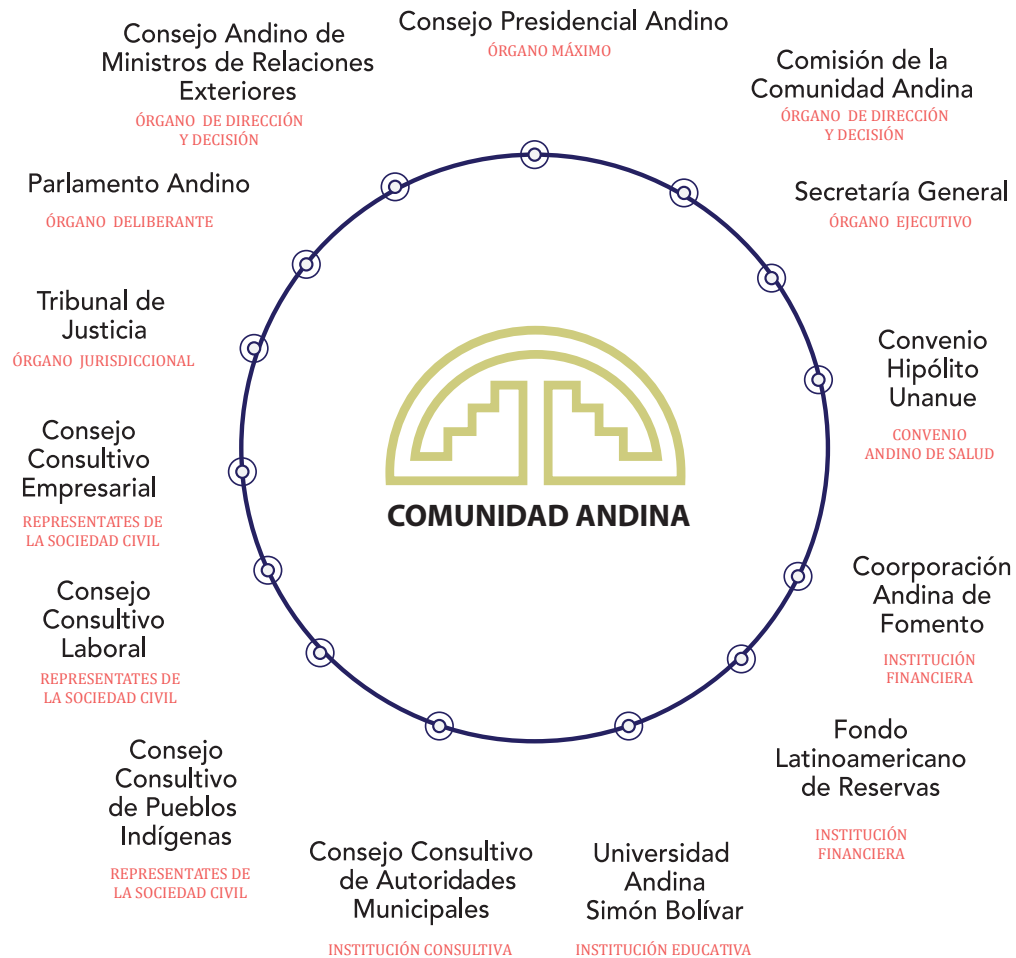 Consejo Presidencial Andino
ÓRGANO MÁXIMO
Consejo Andino de
Ministros de Relaciones
Exteriores
ÓRGANO DE DIRECCIÓN
Y DECISIÓN
Comisión de la
Comunidad Andina
ÓRGANO DE DIRECCIÓN
Y DECISIÓN
Parlamento Andino
ÓRGANO DELIBERANTE
Secretaría General
ÓRGANO EJECUTIVO
Tribunal de
Justicia
ÓRGANO JURISDICCIONAL
Convenio
Hipólito
Unanue
CONVENIO
ANDINO DE SALUD
COMUNIDAD ANDINA
Consejo
Consultivo
Empresarial
REPRESENTATES DE
LA SOCIEDAD CIVIL
Coorporación
Andina de
Fomento
INSTITUCIÓN
FINANCIERA
Consejo
Consultivo
Laboral
REPRESENTATES DE
LA SOCIEDAD CIVIL
Fondo
Latinoamericano
de Reservas
INSTITUCIÓN
FINANCIERA
Consejo
Consultivo
de Pueblos
Indígenas
REPRESENTATES DE
LA SOCIEDAD CIVIL
Consejo Consultivo
de Autoridades
Municipales
INSTITUCIÓN CONSULTIVA
Universidad
Andina
Simón Bolívar
INSTITUCIÓN EDUCATIVA